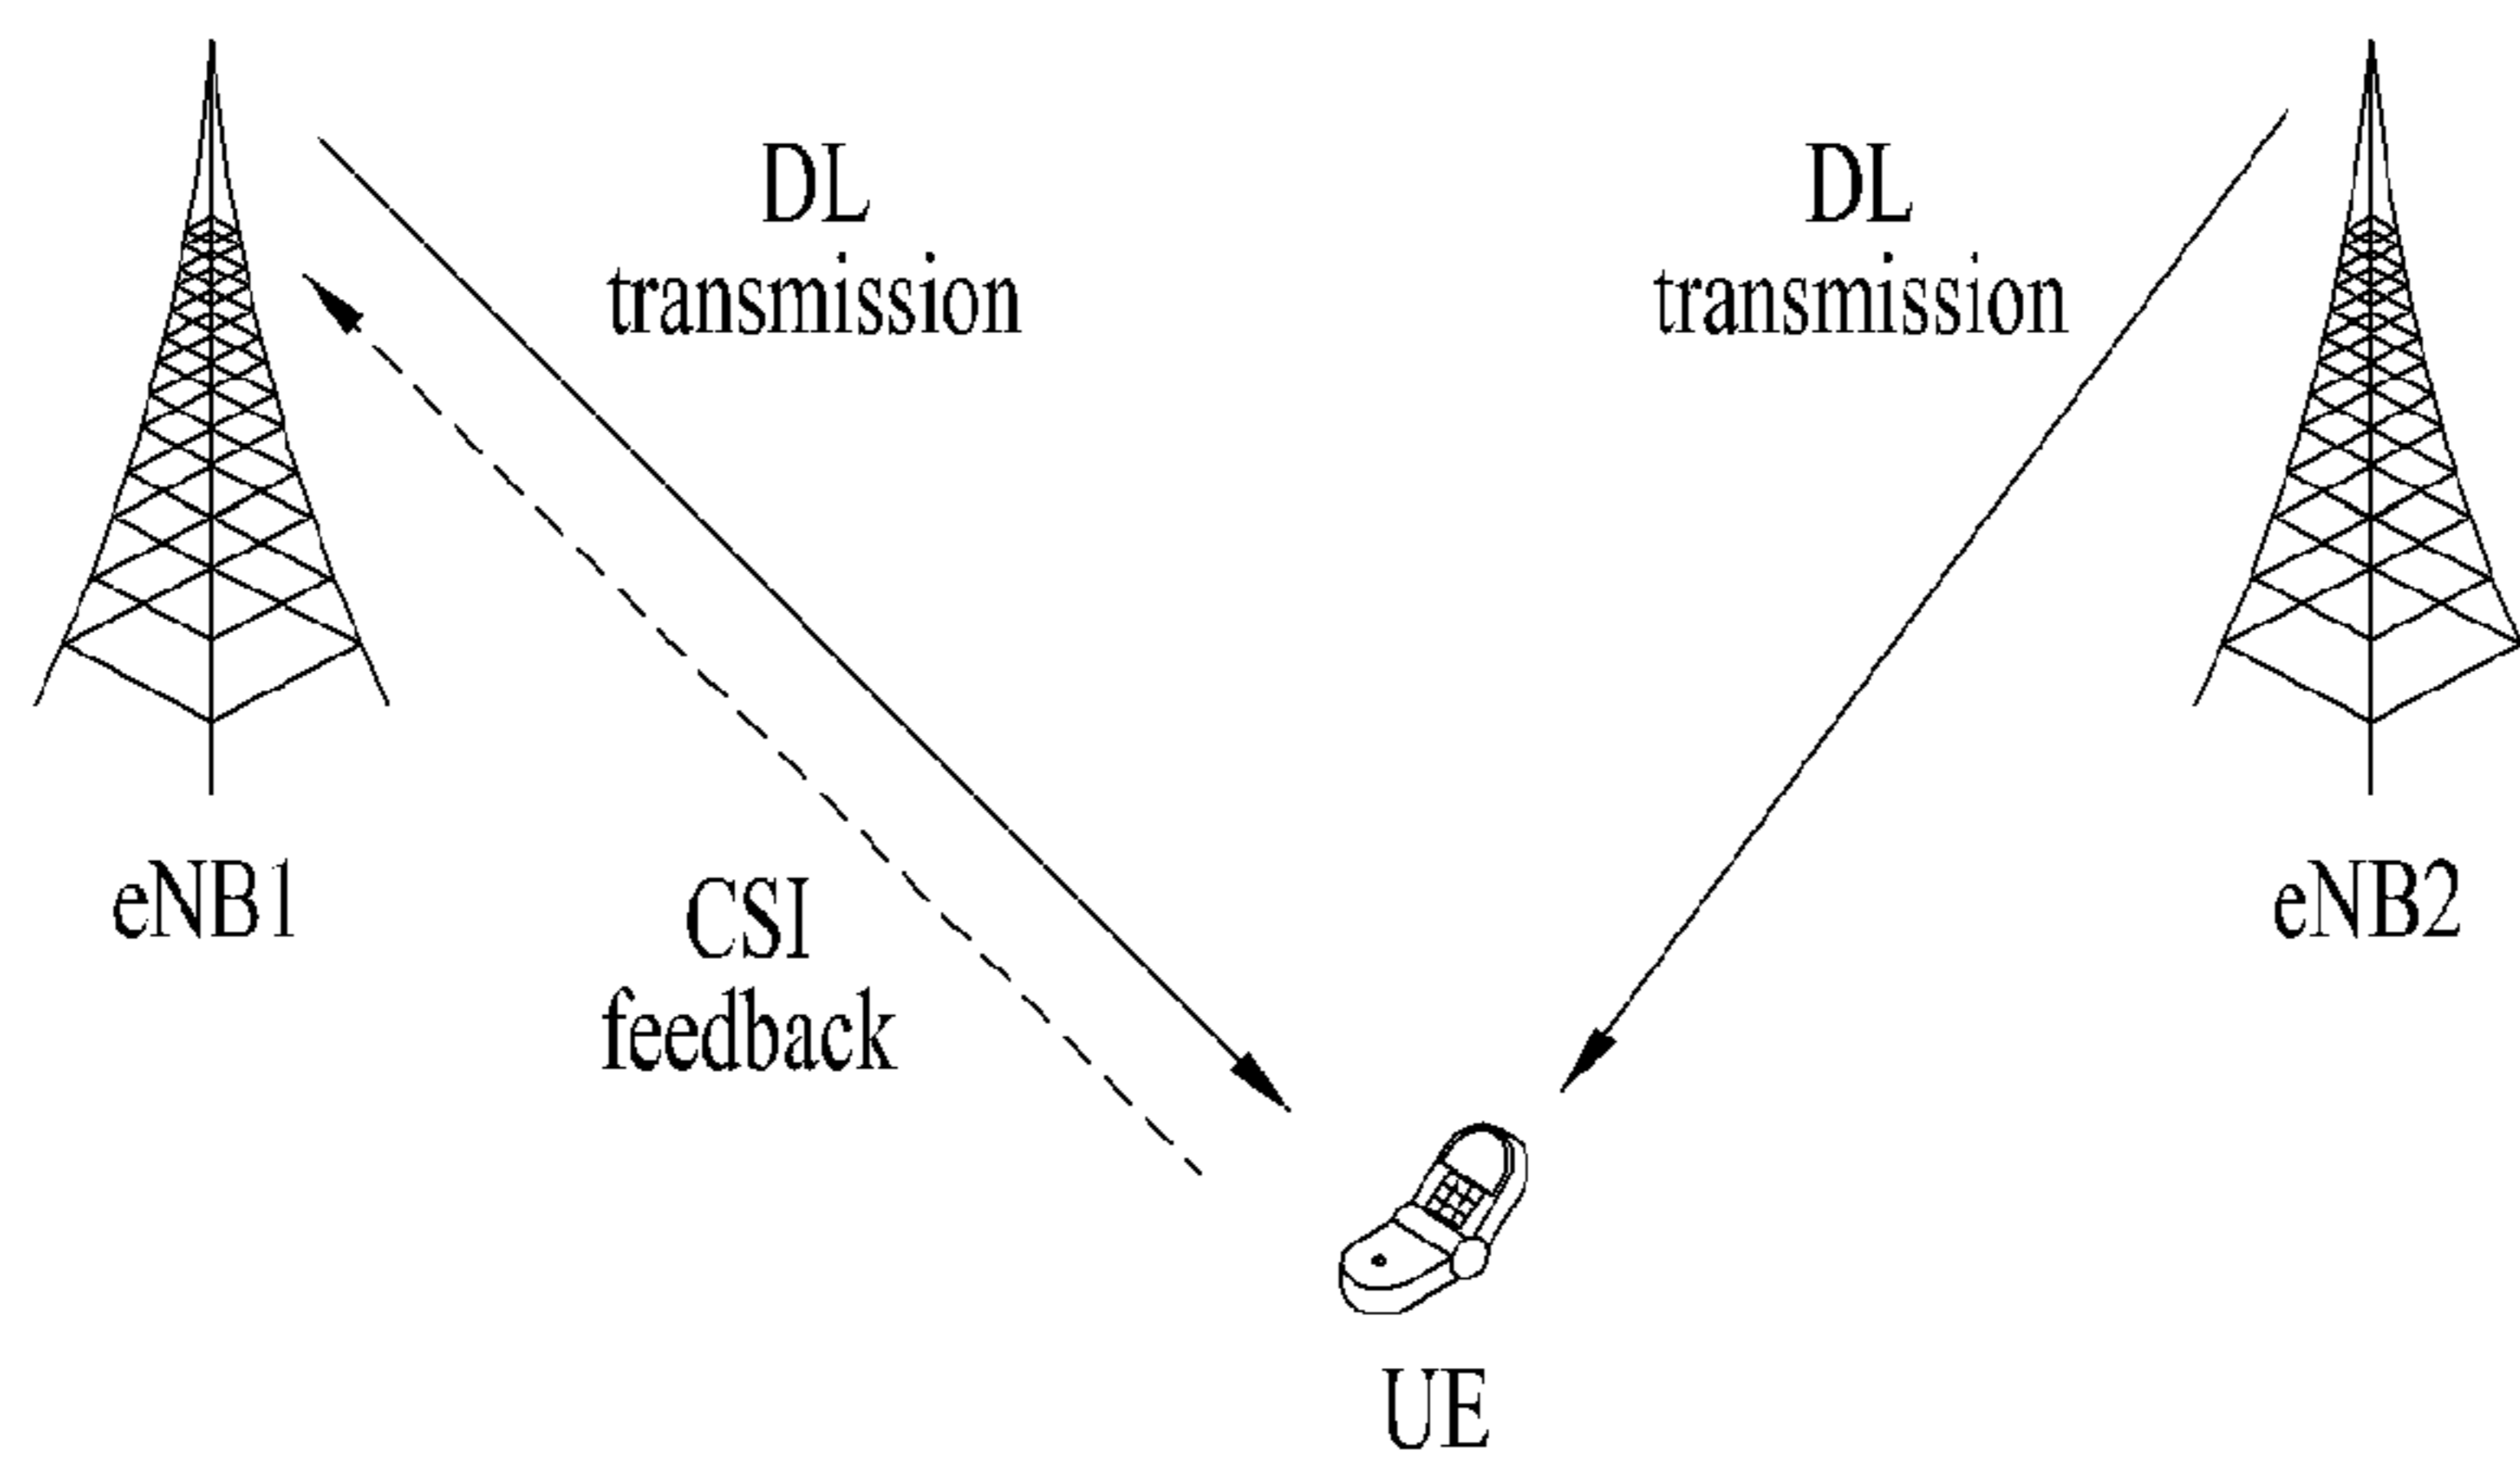 DL
transmission
DL
transmission
eNB1
CSI
feedback
eNB2
UE